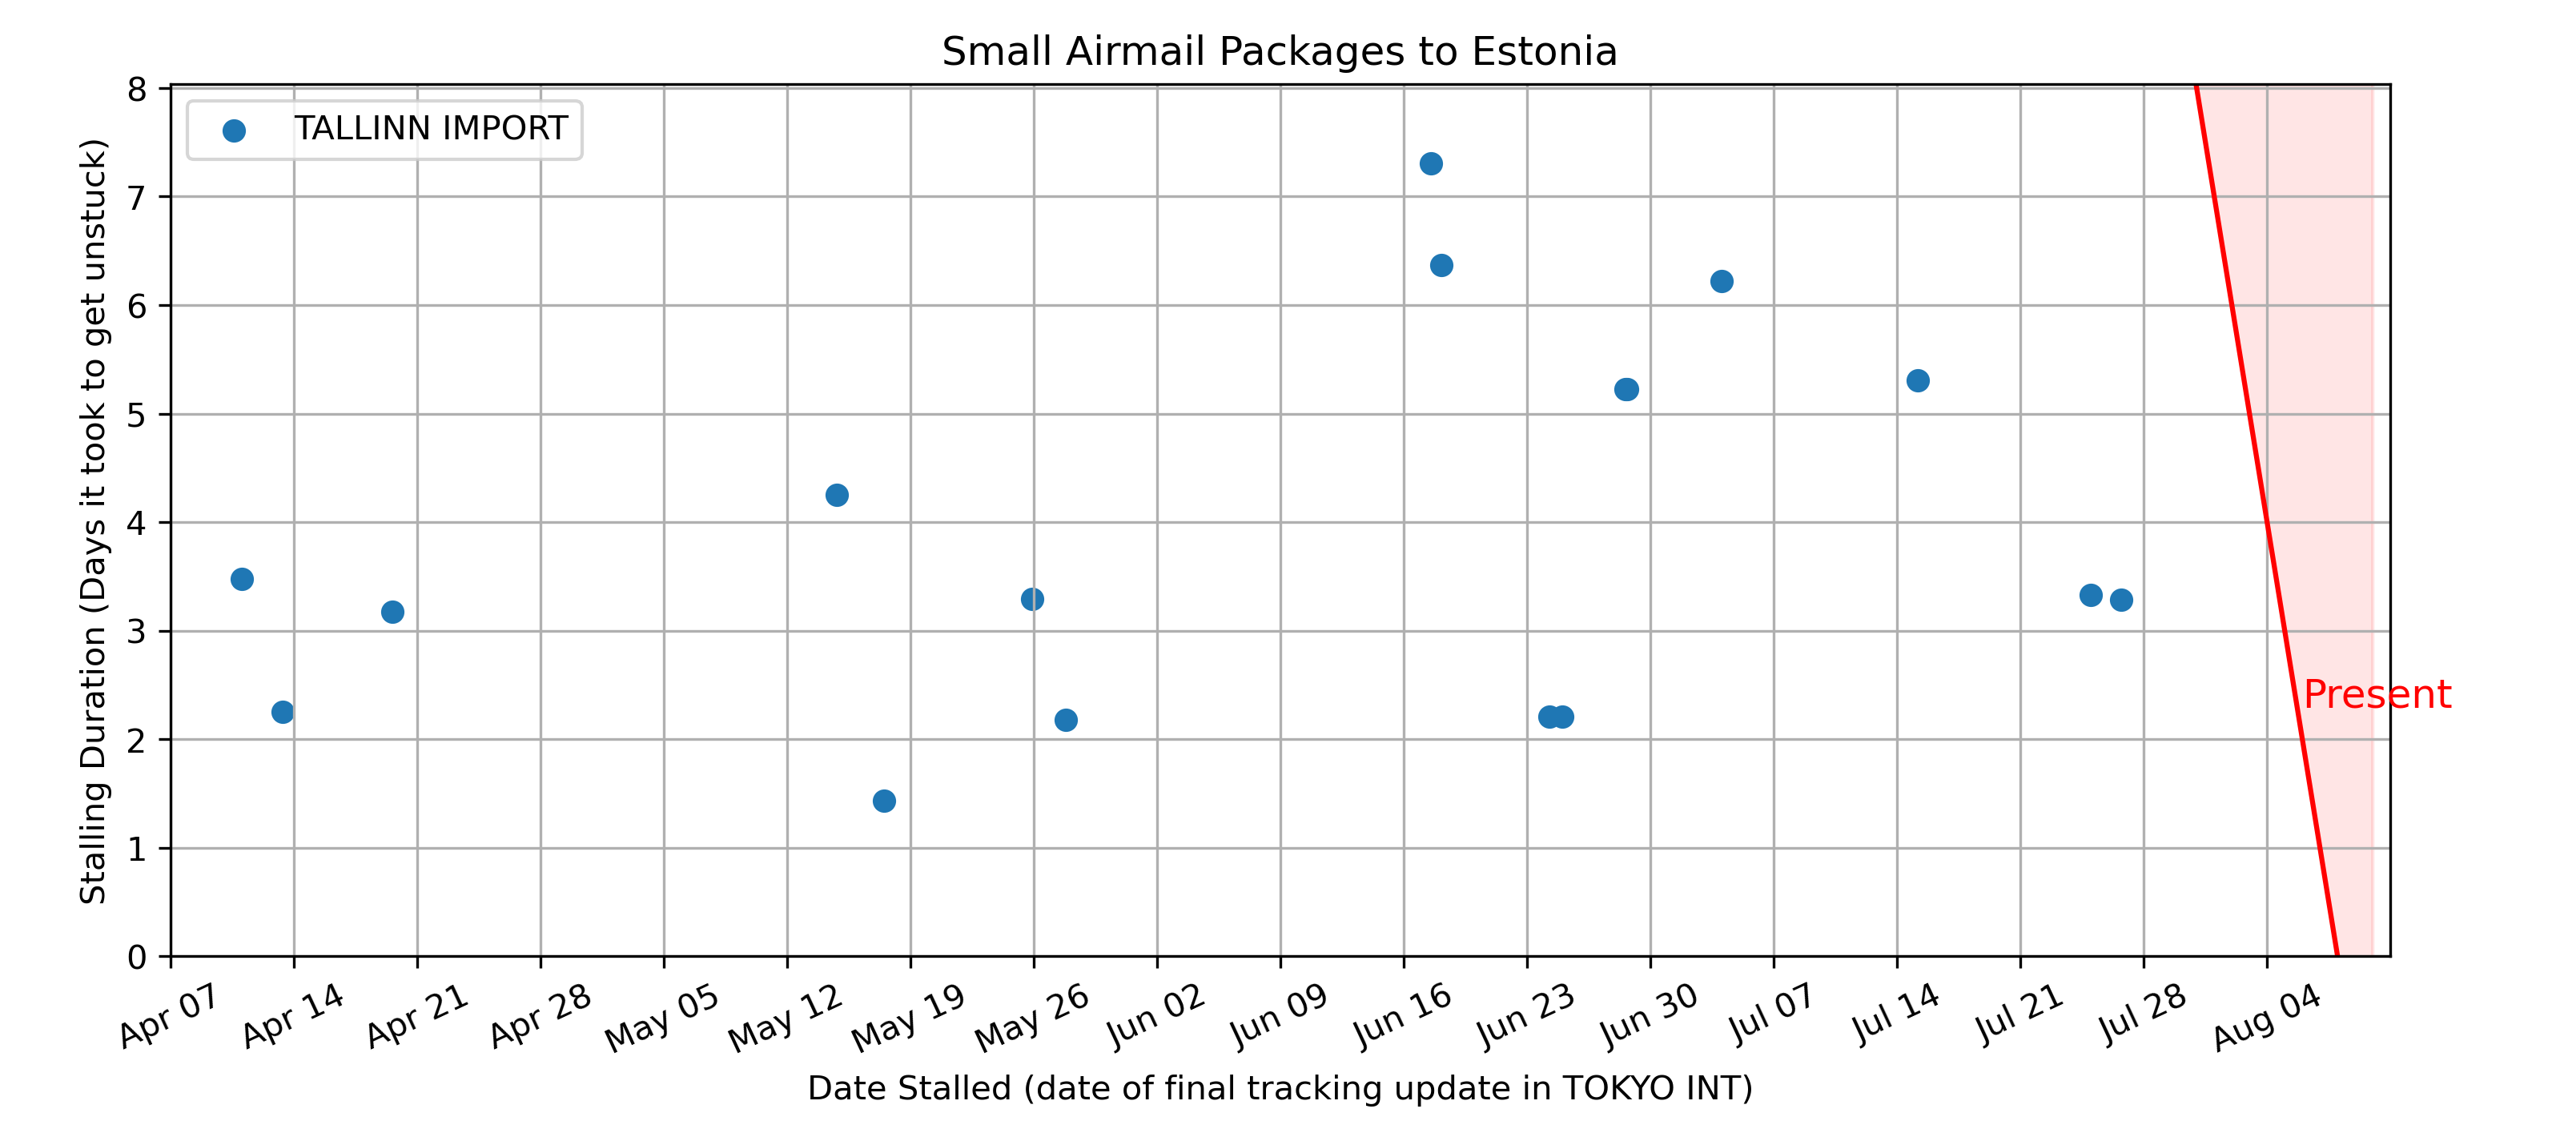 Small Airmail Packages to Estonia
TALLINN IMPORT
Stalling Duration (Days it took to get unstuck)
8
7
6
5
4
3
2
1
0
Present
Apr 07
Apr 14
Apr 21
Apr 28
May 05
May 12
May 19
May 26
Jun 02
Jun 09
Jun 16
Jun 23
Jun 30
Jul 07
Jul 14
Jul 21
Jul 28
Aug 04
Date Stalled (date of final tracking update in TOKYO INT)